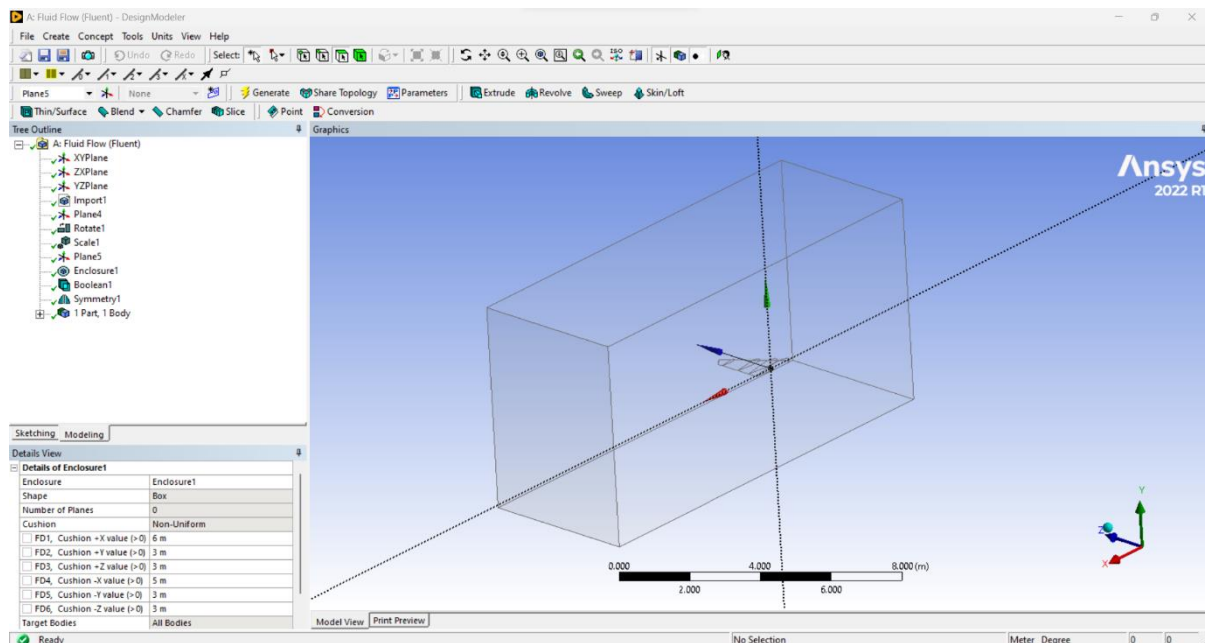 A: Fluid Flow (Fluent) - DesignModeler
File Create Concept Tools Units View Help
Undo Redo Select:
ISO
Plane5 None Generate Share Topology Parameters Extrude Revolve Sweep Skin/Loft
Thin/Surface Blend Chamfer Slice Point Conversion
Tree Outline
A: Fluid Flow (Fluent)
XYPlane
ZXPlane
YZPlane
Import1
Plane4
Rotate1
Scale1
Plane5
Enclosure1
Boolean1
Symmetry1
1 Part, 1 Body
Sketching Modeling
Details View
Details of Enclosure1
Enclosure Enclosure1
Shape Box
Number of Planes 0
Cushion Non-Uniform
FD1, Cushion +X value (>0) 6 m
FD2, Cushion +Y value (>0) 3 m
FD3, Cushion +Z value (>0) 3 m
FD4, Cushion -X value (>0) 5 m
FD5, Cushion -Y value (>0) 3 m
FD6, Cushion -Z value (>0) 3 m
Target Bodies All Bodies
Graphics
Ansys
2022 R1
Y
Z
X
0.000 4.000 8.000 (m)
2.000 6.000
Model View Print Preview
Ready No Selection Meter Degree 0 0